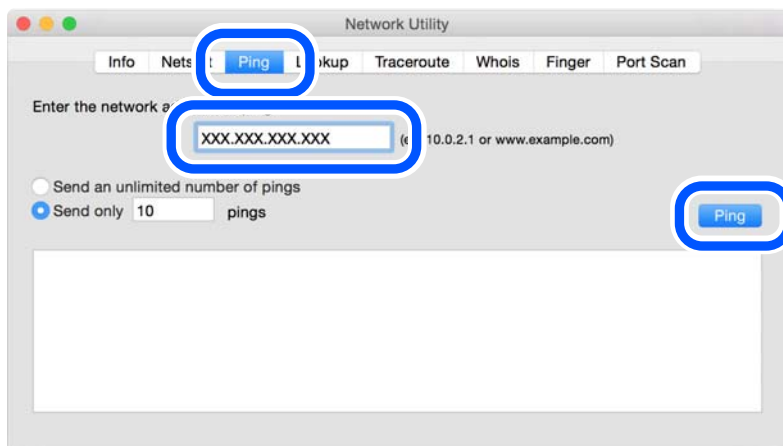 Network Utility
Info Ping Traceroute Whois Finger Port Scan
Enter the network
XXX.XXX.XXX.XXX 10.0.2.1 or www.example.com)
Send an unlimited number of pings
Send only 10 pings
Ping